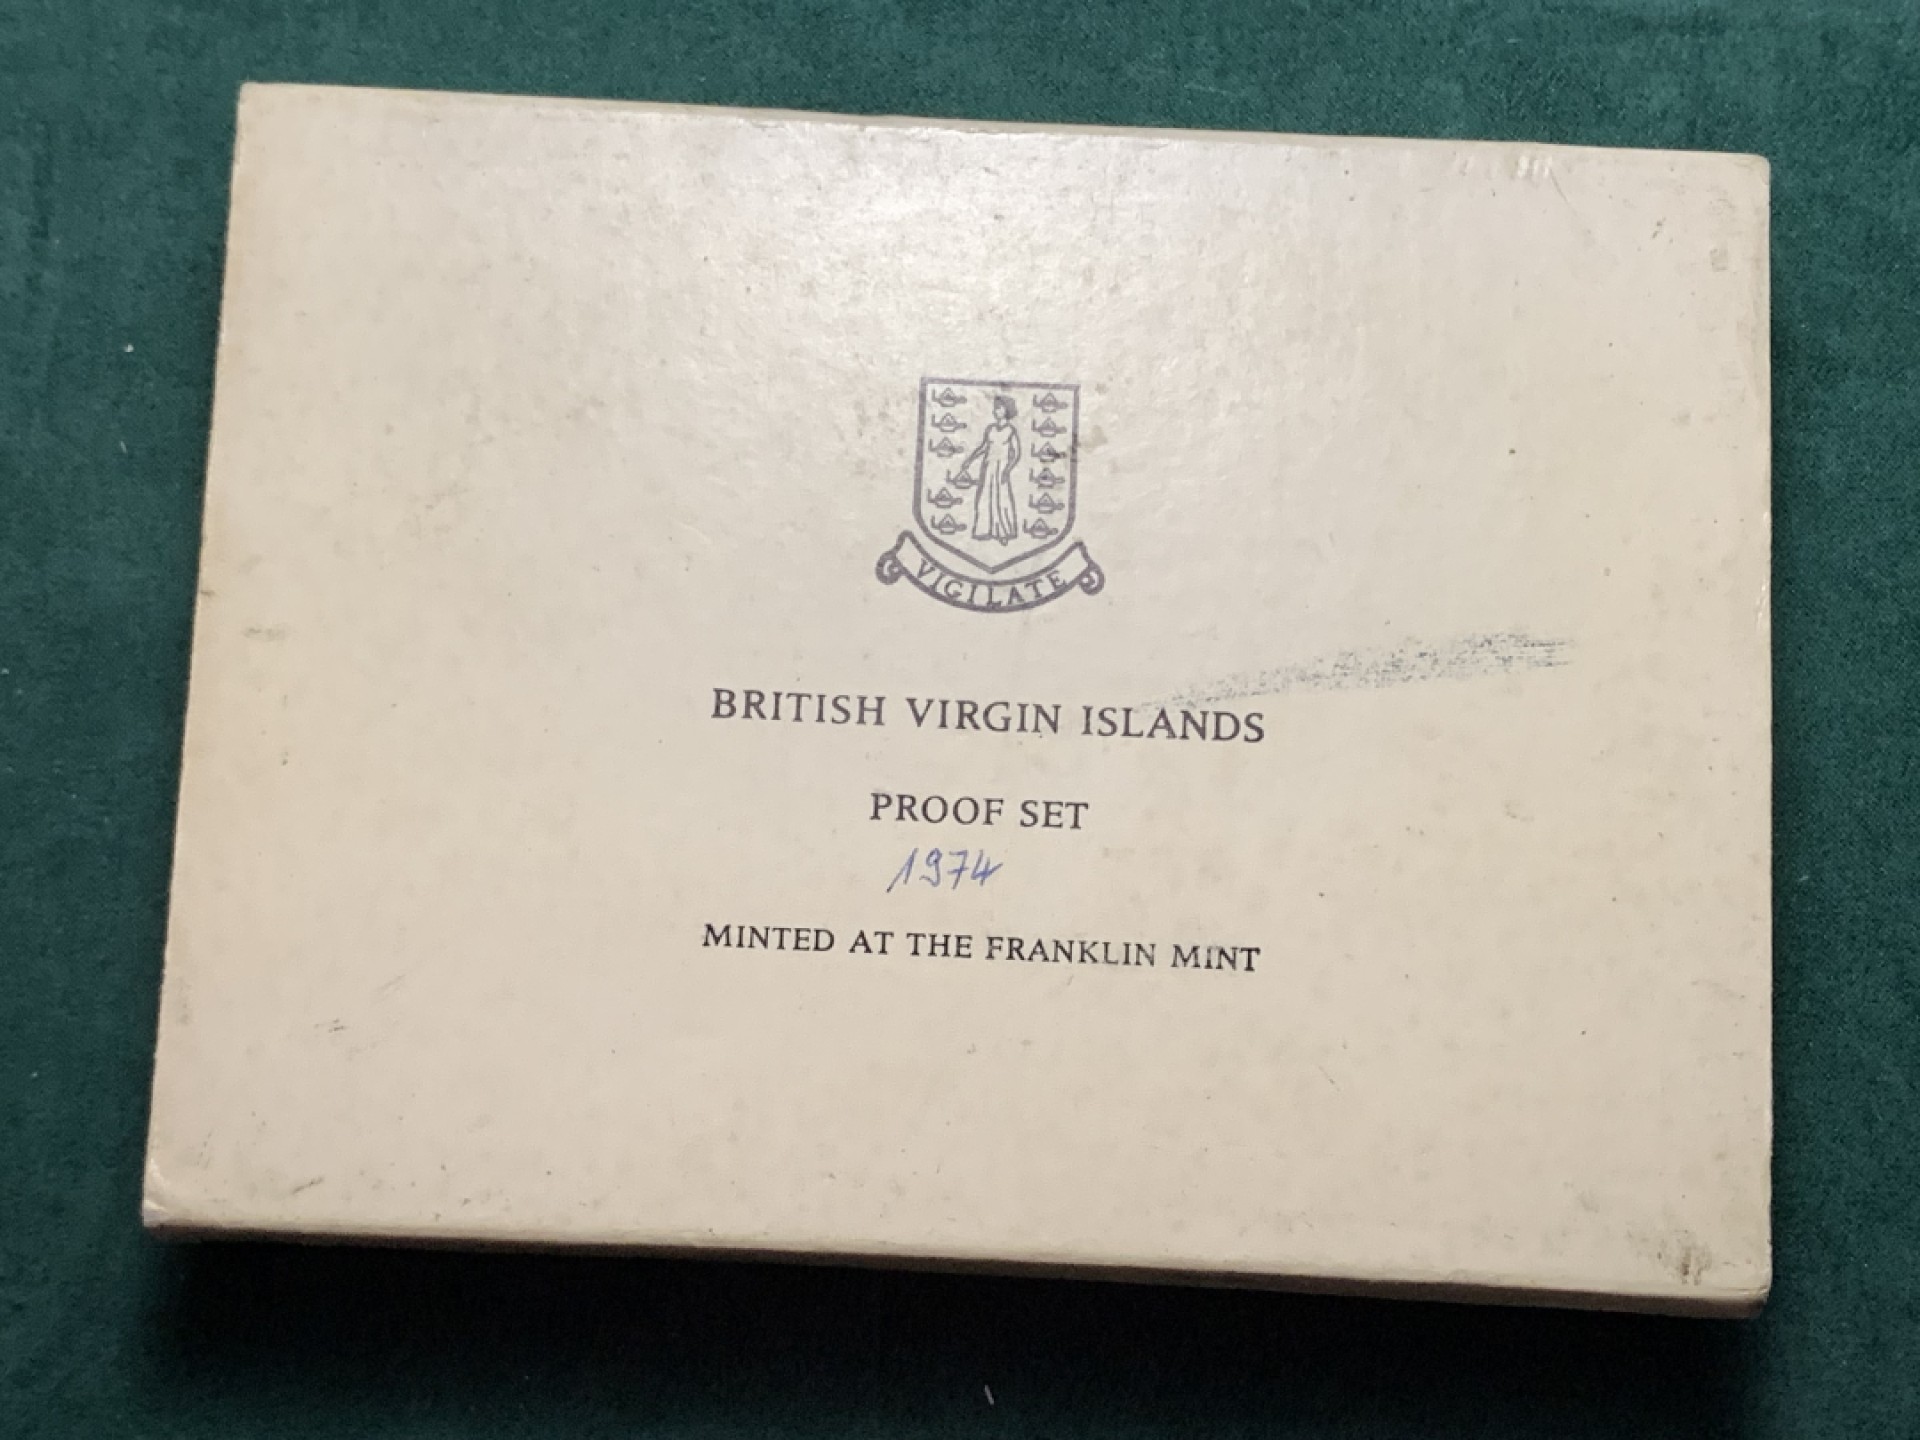 VIGILATE
BRITISH VIRGIN ISLANDS
PROOF SET
1974
MINTED AT THE FRANKLIN MINT